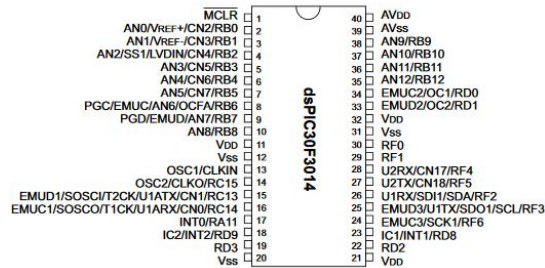 MCLR 1 40 AVDD
AN0/VREF+/CN2/RB0 2 39 AVss
AN1/VREF-/CN3/RB1 3 38 AN9/RB9
AN2/SS1/LVDIN/CN4/RB2 4 37 AN10/RB10
AN3/CN5/RB3 5 36 AN11/RB11
AN4/CN6/RB4 6 35 AN12/RB12
AN5/CN7/RB5 7 34 EMUC2/OC1/RD0
PGC/EMUC/AN6/OCFA/RB6 8 33 EMUD2/OC2/RD1
PGD/EMUD/AN7/RB7 9 32 VDD
AN8/RB8 10 31 Vss
VDD 11 30 RF0
Vss 12 29 RF1
OSC1/CLKIN 13 28 U2RX/CN17/RF4
OSC2/CLKO/RC15 14 27 U2TX/CN18/RF5
EMUD1/SOSCI/T2CK/U1ATX/CN1/RC13 15 26 U1RX/SDI1/SDA/RF2
EMUC1/SOSCO/T1CK/U1ARX/CN0/RC14 16 25 EMUD3/U1TX/SDO1/SCL/RF3
INT0/RA11 17 24 EMUC3/SCK1/RF6
IC2/INT2/RD9 18 23 IC1/INT1/RD8
RD3 19 22 RD2
Vss 20 21 VDD
dsPIC30F3014